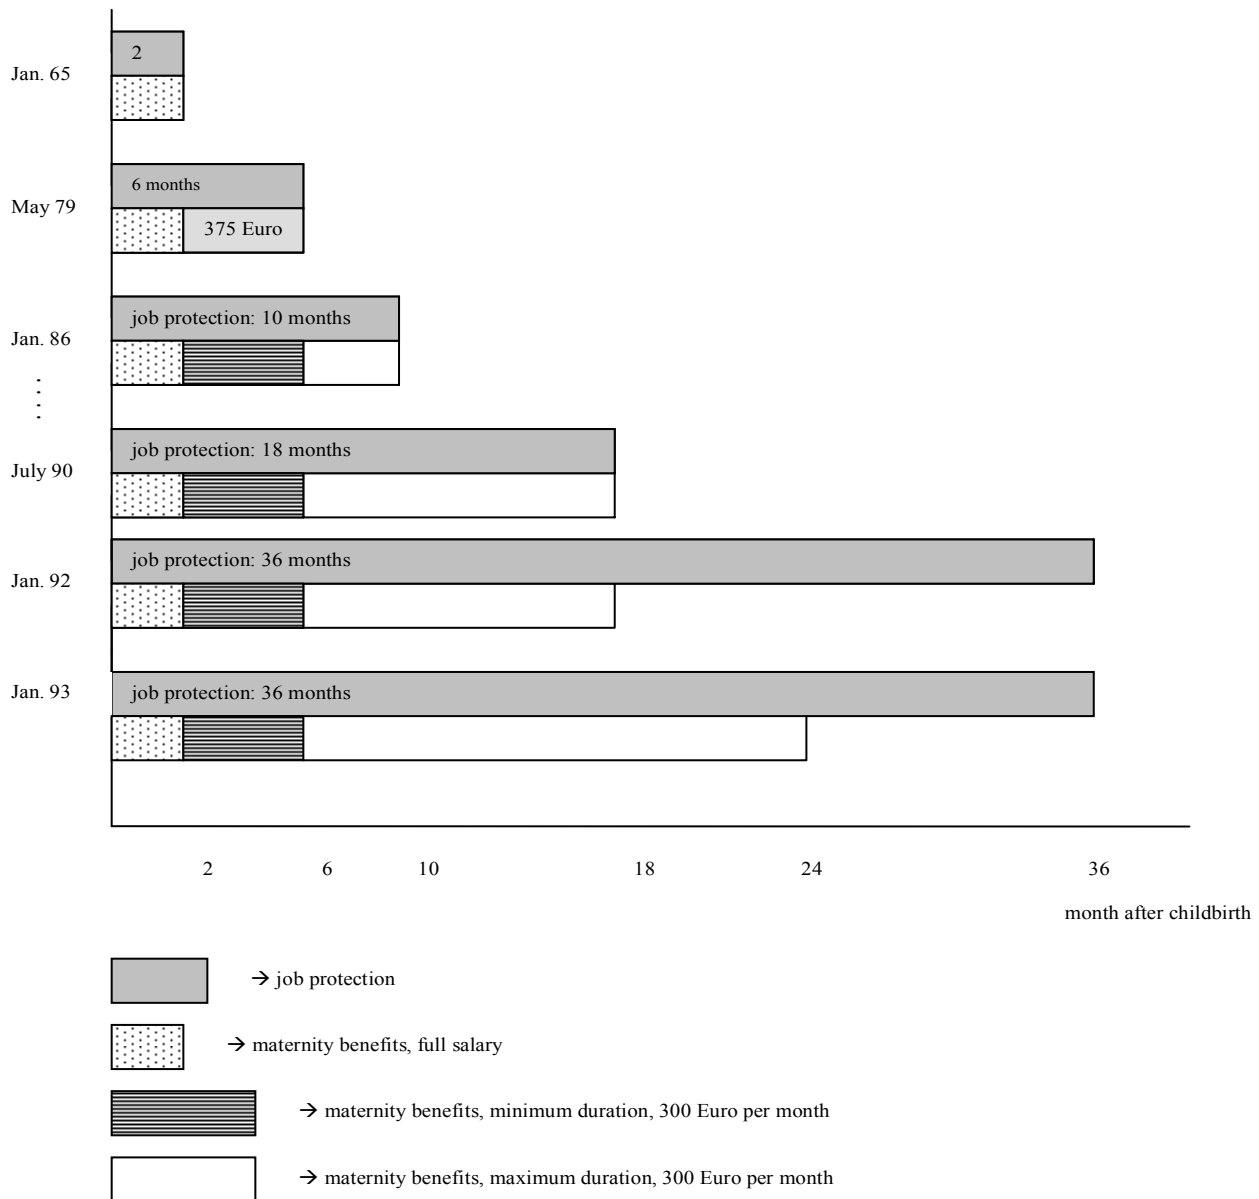 2
Jan. 65
6 months
May 79
375 Euro
job protection: 10 months
Jan. 86
job protection: 18 months
July 90
job protection: 36 months
Jan. 92
job protection: 36 months
Jan. 93
2 6 10 18 24 36
month after childbirth
→ job protection
→ maternity benefits, full salary
→ maternity benefits, minimum duration, 300 Euro per month
→ maternity benefits, maximum duration, 300 Euro per month